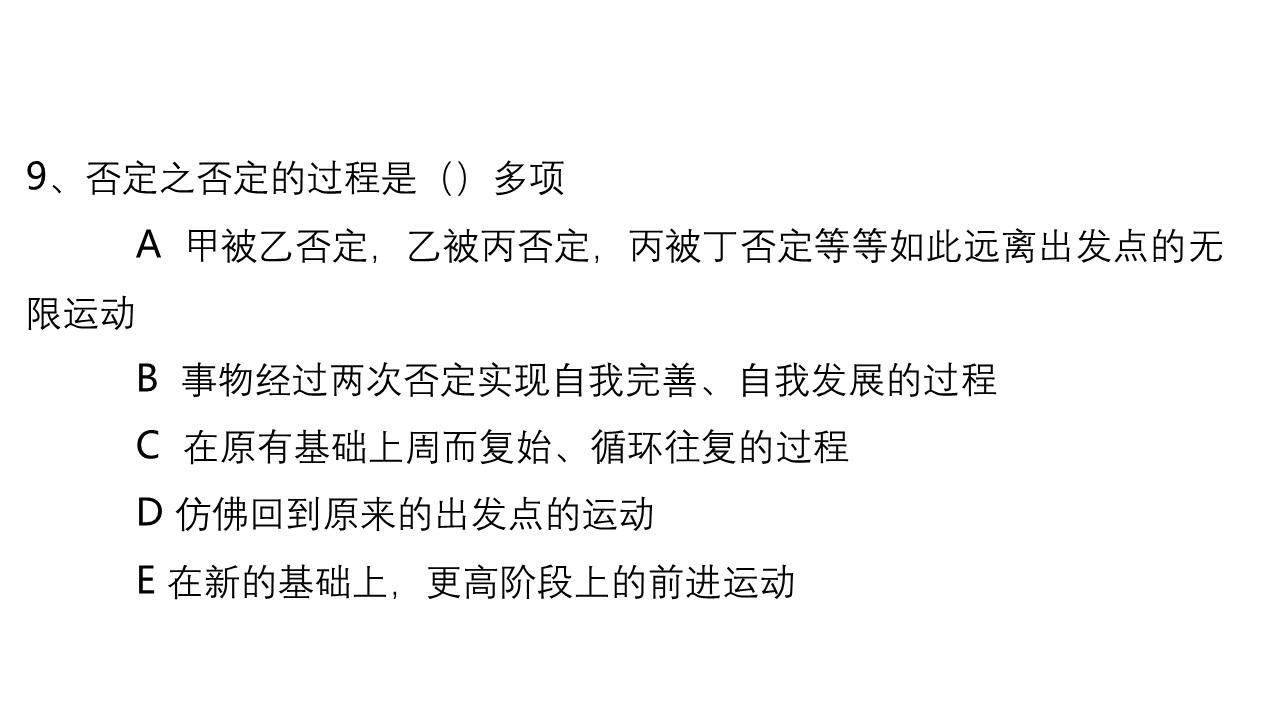 9、否定之否定的过程是（）多项
A 甲被乙否定，乙被丙否定，丙被丁否定等等如此远离出发点的无
限运动
B 事物经过两次否定实现自我完善、自我发展的过程
C 在原有基础上周而复始、循环往复的过程
D 仿佛回到原来的出发点的运动
E 在新的基础上，更高阶段上的前进运动